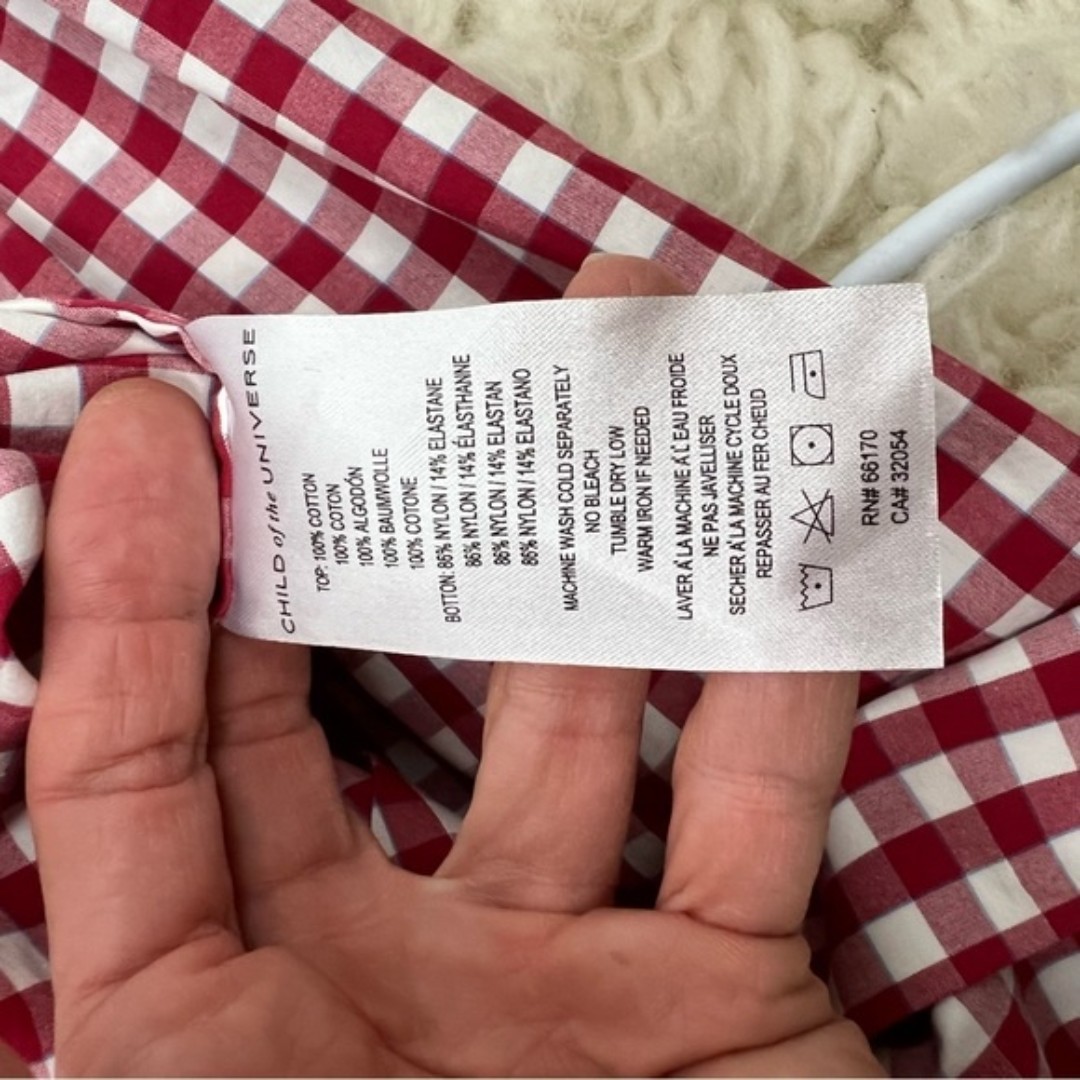 CHILD of the UNIVERSE
TOP: 100% COTTON
100% COTON
100% ALGODÓN
100% BAUMWOLLE
100% COTONE
BOTTOM: 86% NYLON / 14% ELASTANE
86% NYLON / 14% ÉLASTHANNE
86% NYLON / 14% ELASTAN
86% NYLON / 14% ELASTANO
MACHINE WASH COLD SEPARATELY
NO BLEACH
TUMBLE DRY LOW
WARM IRON IF NEEDED
LAVER Á LA MACHINE A L'EAU FROIDE
NE PAS JAVELLISER
SECHER A LA MACHINE CYCLE DOUX
REPASSER AU FER CHEUD
RN# 66170
CA# 32054